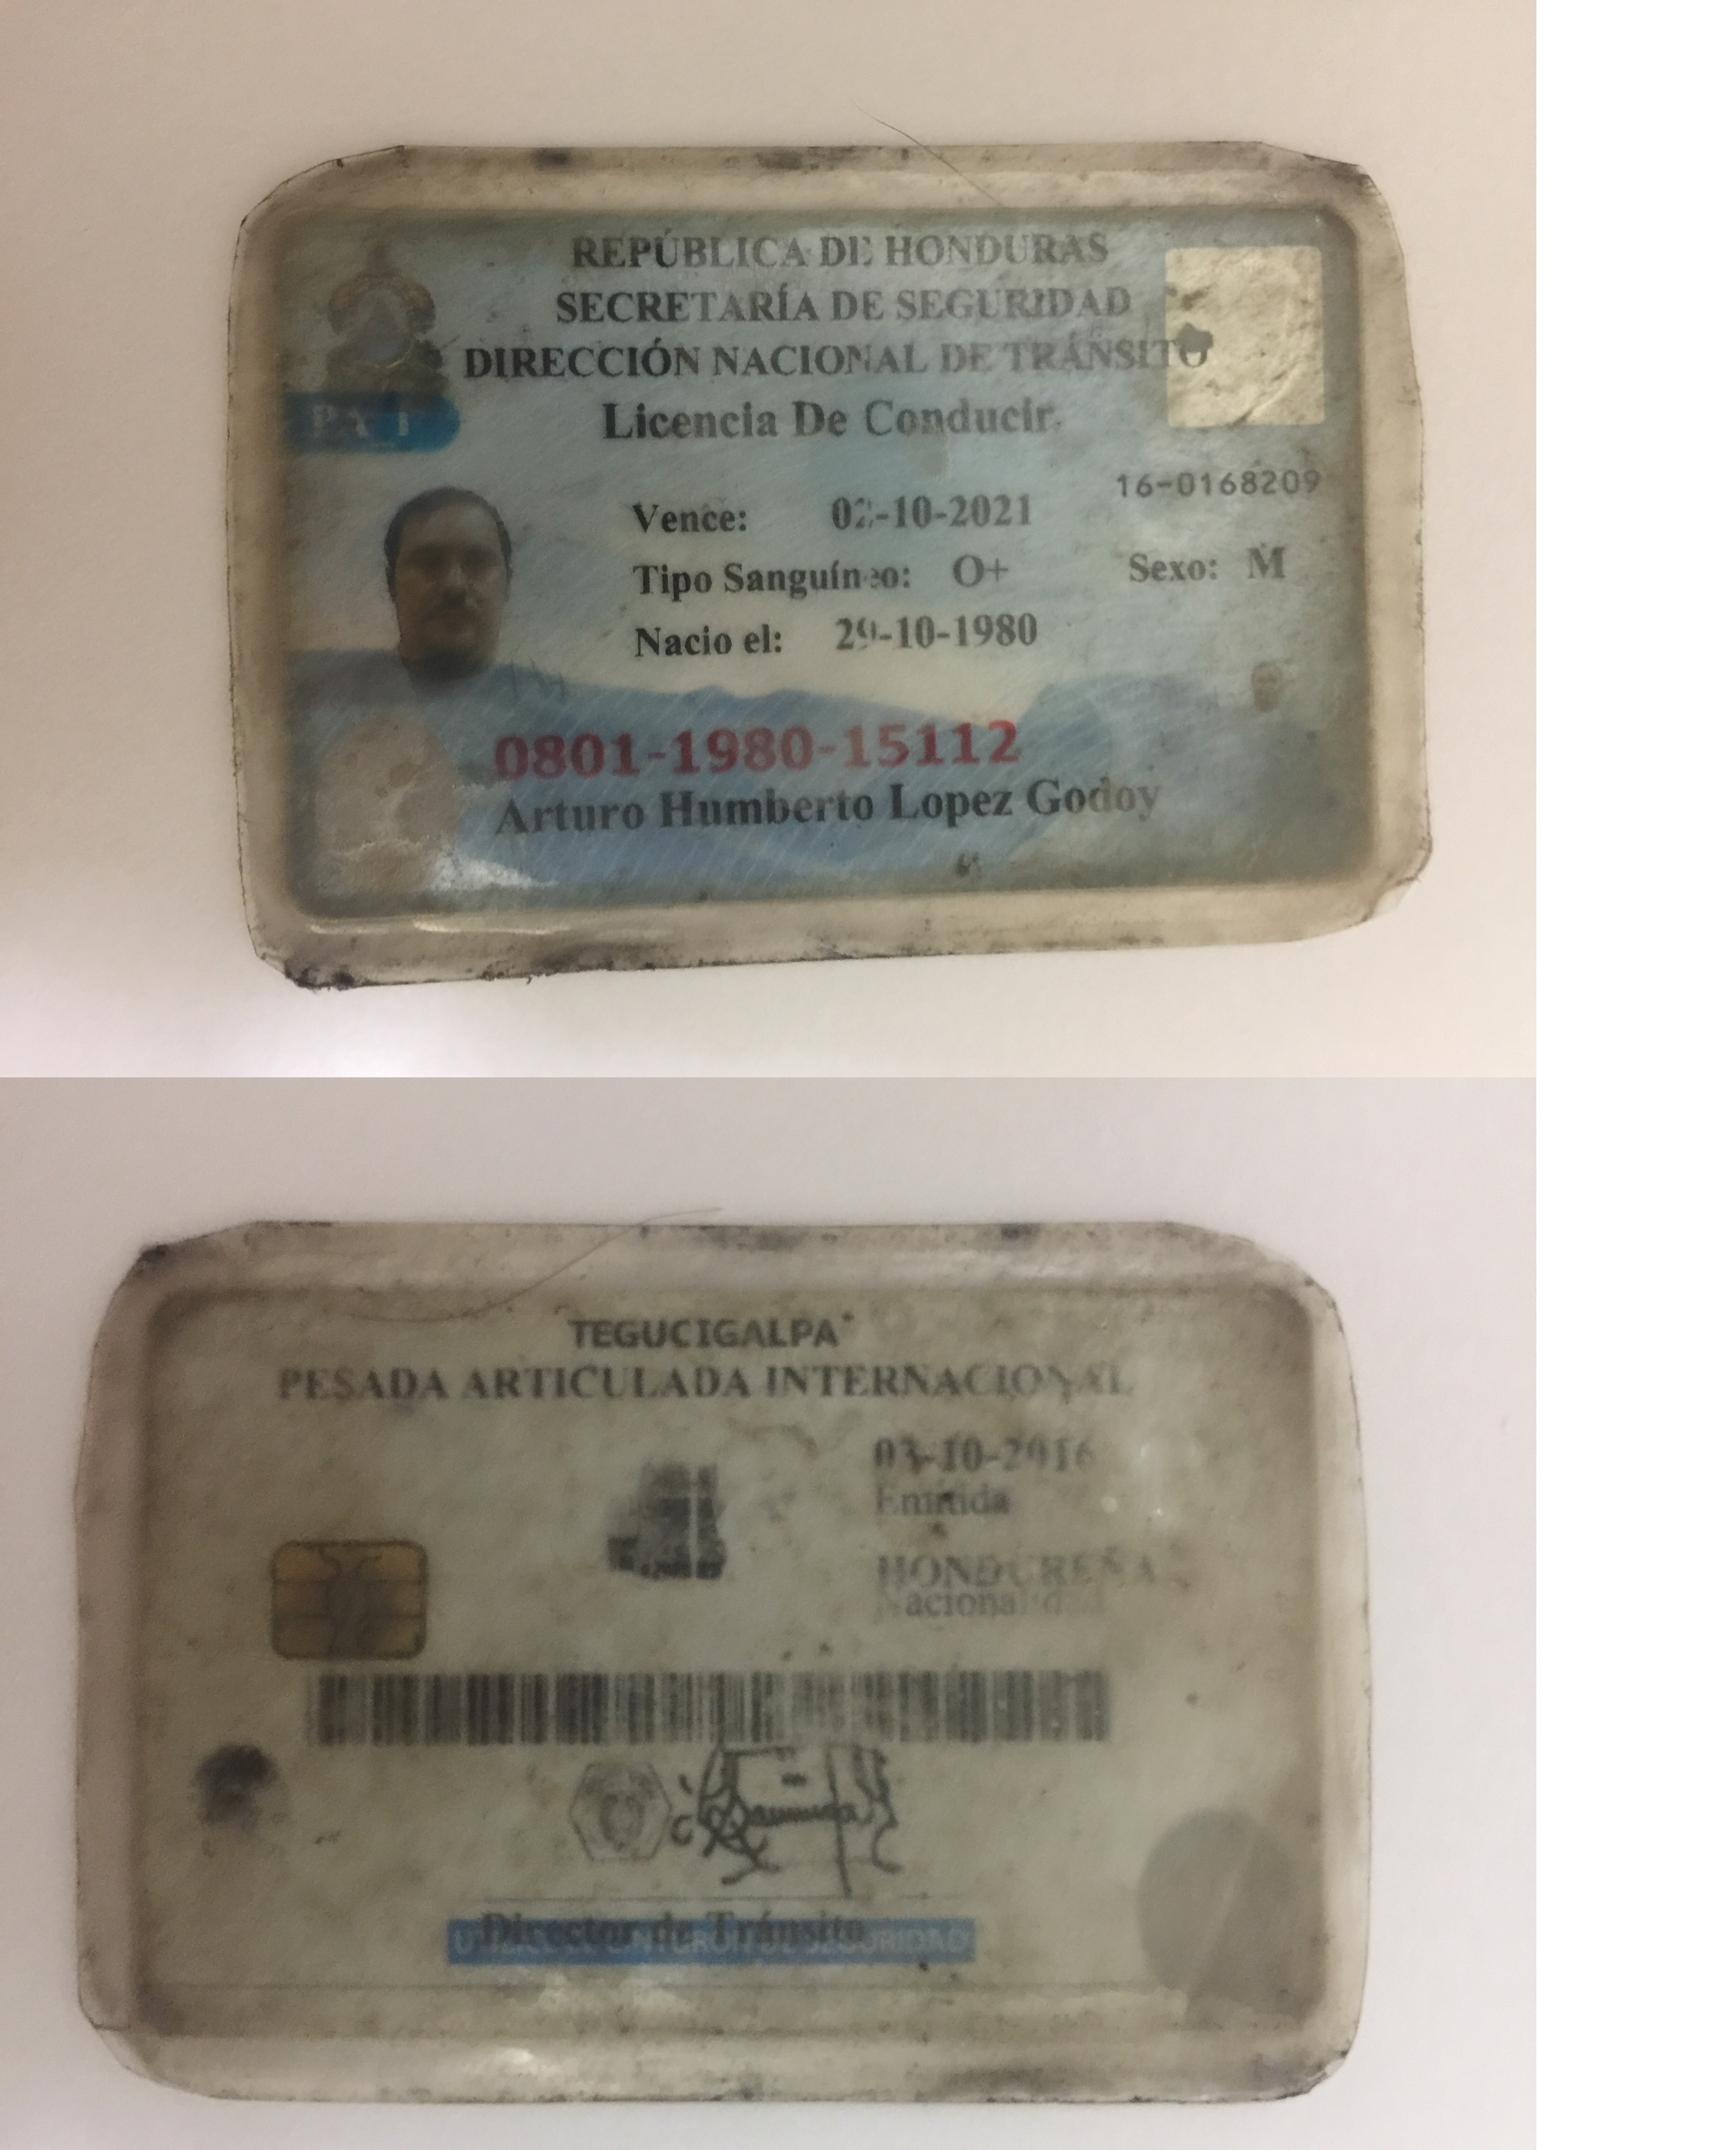 REPÚBLICA DE HONDURAS
SECRETARÍA DE SEGURIDAD
DIRECCIÓN NACIONAL DE TRÁNSITO
Licencia De Conducir
16-0168209
Vence: 02-10-2021
Tipo Sanguíneo: O+ Sexo: M
Nacio el: -10-1980
0801-1980-15112
Arturo Humberto Lopez Godoy
TEGUCIGALPA
PESADA ARTICULADA INTERNACIONAL
03-10-2016
Emitida
HONDUREÑA
Nacionalidad
Director de Tránsito
SEGURIDAD